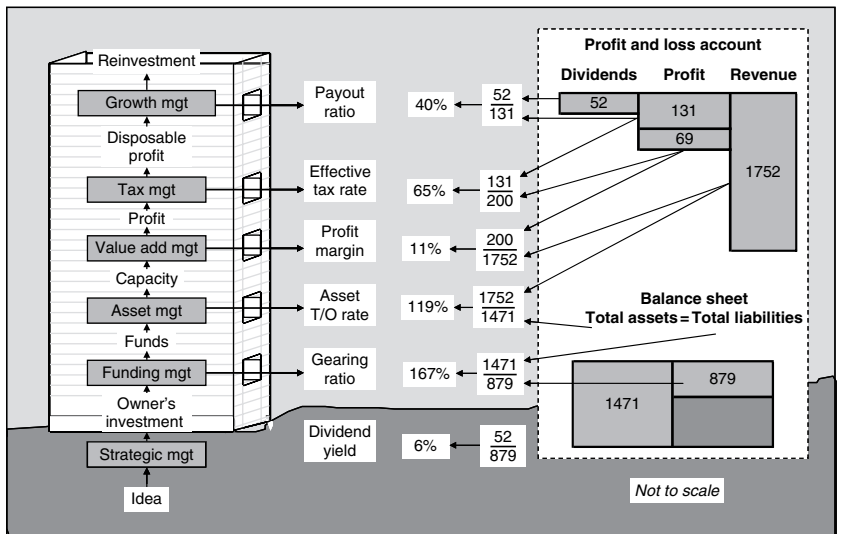 Reinvestment
Growth mgt
Disposable
profit
Tax mgt
Profit
Value add mgt
Capacity
Asset mgt
Funds
Funding mgt
Owner's
investment
Strategic mgt
Idea
Payout
ratio
40%
52
131
Effective
tax rate
65%
131
200
Profit
margin
11%
200
1752
Asset
T/O rate
119%
1752
1471
Gearing
ratio
167%
1471
879
Dividend
yield
6%
52
879
Profit and loss account
Dividends Profit Revenue
52
131
69
1752
Balance sheet
Total assets = Total liabilities
1471
879
Not to scale